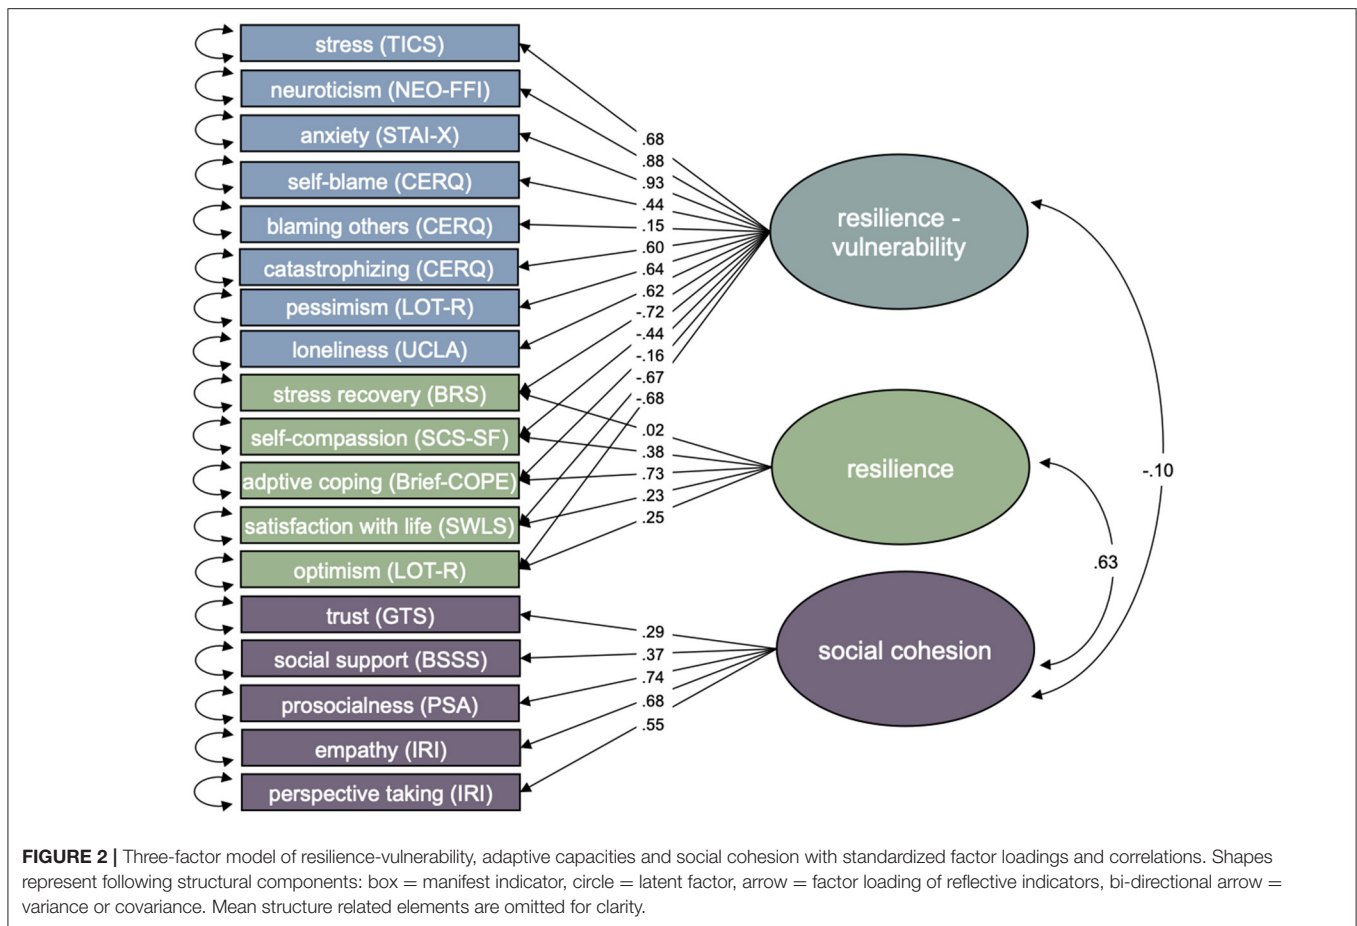 stress (TICS)
neuroticism (NEO-FFI)
anxiety (STAI-X)
self-blame (CERQ)
blaming others (CERQ)
catastrophizing (CERQ)
pessimism (LOT-R)
loneliness (UCLA)
stress recovery (BRS)
self-compassion (SCS-SF)
adptive coping (Brief-COPE)
satisfaction with life (SWLS)
optimism (LOT-R)
trust (GTS)
social support (BSSS)
prosocialness (PSA)
empathy (IRI)
perspective taking (IRI)
.68
.88
.93
.44
.15
.60
.64
.62
-.72
-.44
-.16
-.67
-.68
.02
.38
.73
.23
.25
.29
.37
.74
.68
.55
resilience -
vulnerability
resilience
social cohesion
-.10
.63
FIGURE 2 | Three-factor model of resilience-vulnerability, adaptive capacities and social cohesion with standardized factor loadings and correlations. Shapes
represent following structural components: box = manifest indicator, circle = latent factor, arrow = factor loading of reflective indicators, bi-directional arrow =
variance or covariance. Mean structure related elements are omitted for clarity.